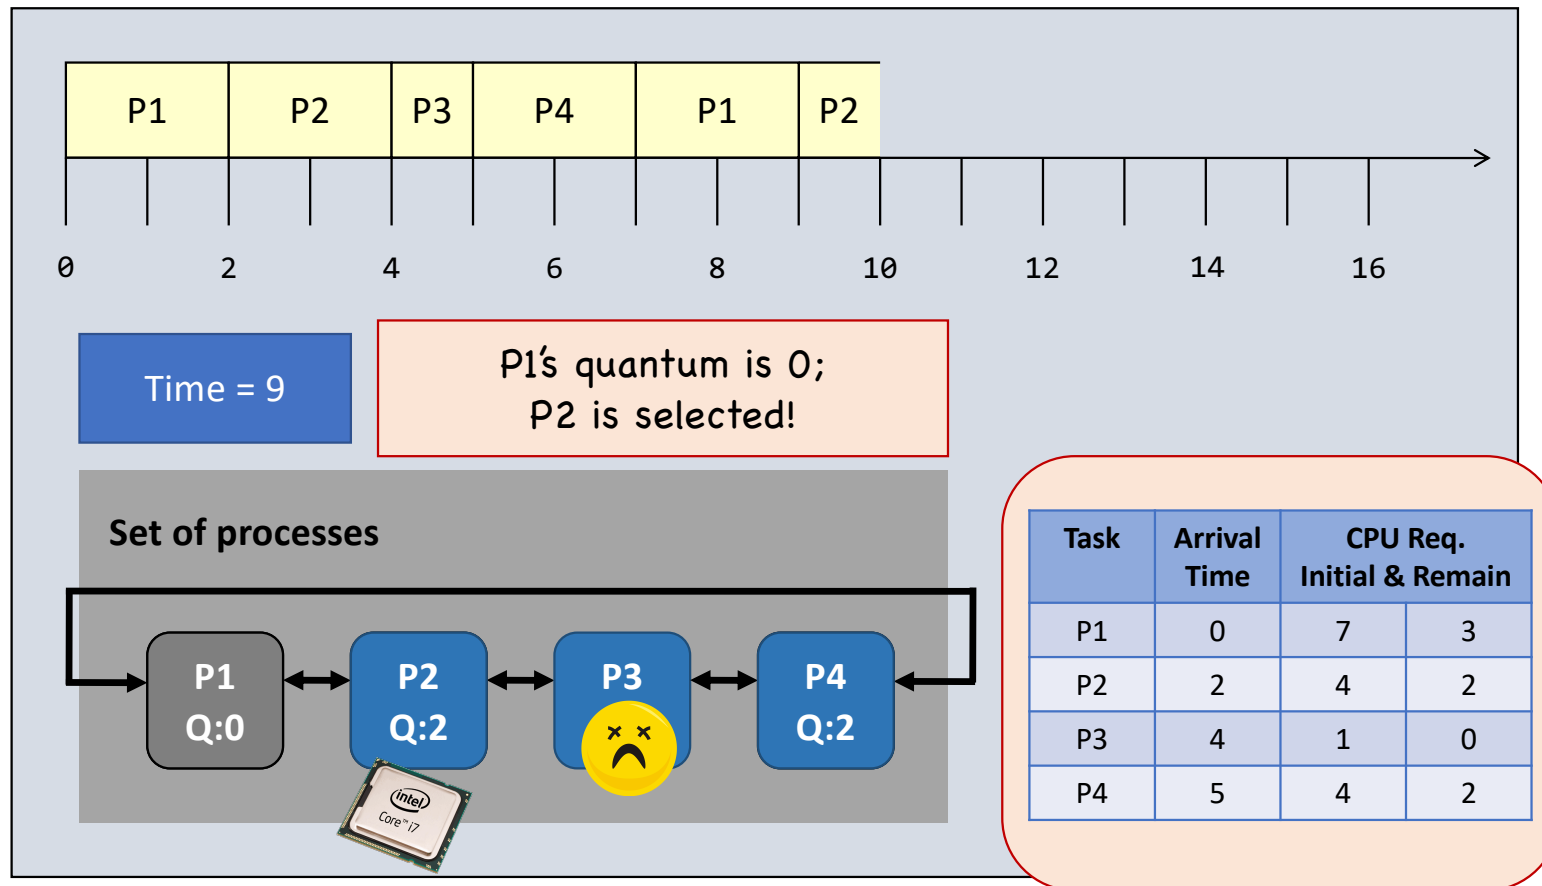 P1 P2 P3 P4 P1 P2
0 2 4 6 8 10 12 14 16
Time = 9
P1's quantum is 0;
P2 is selected!
Set of processes
P1 P2 P3 P4
Q:0 Q:2 Q:2
intel
Core™ i7
Task Arrival CPU Req.
Time Initial & Remain
P1 0 7 3
P2 2 4 2
P3 4 1 0
P4 5 4 2